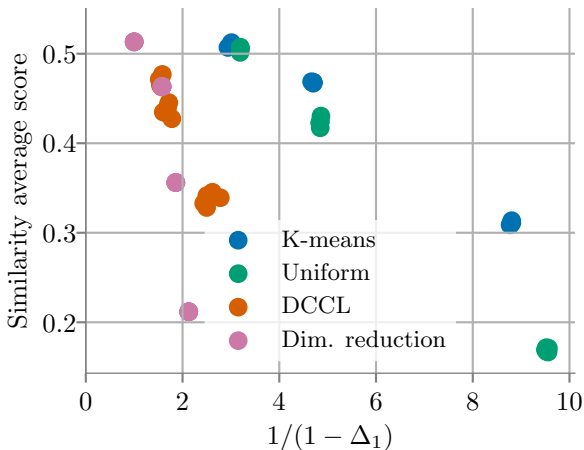 Similarity average score
0.5
0.4
0.3
0.2
K-means
Uniform
DCCL
Dim. reduction
0 2 4 6 8 10
1/(1 − Δ₁)